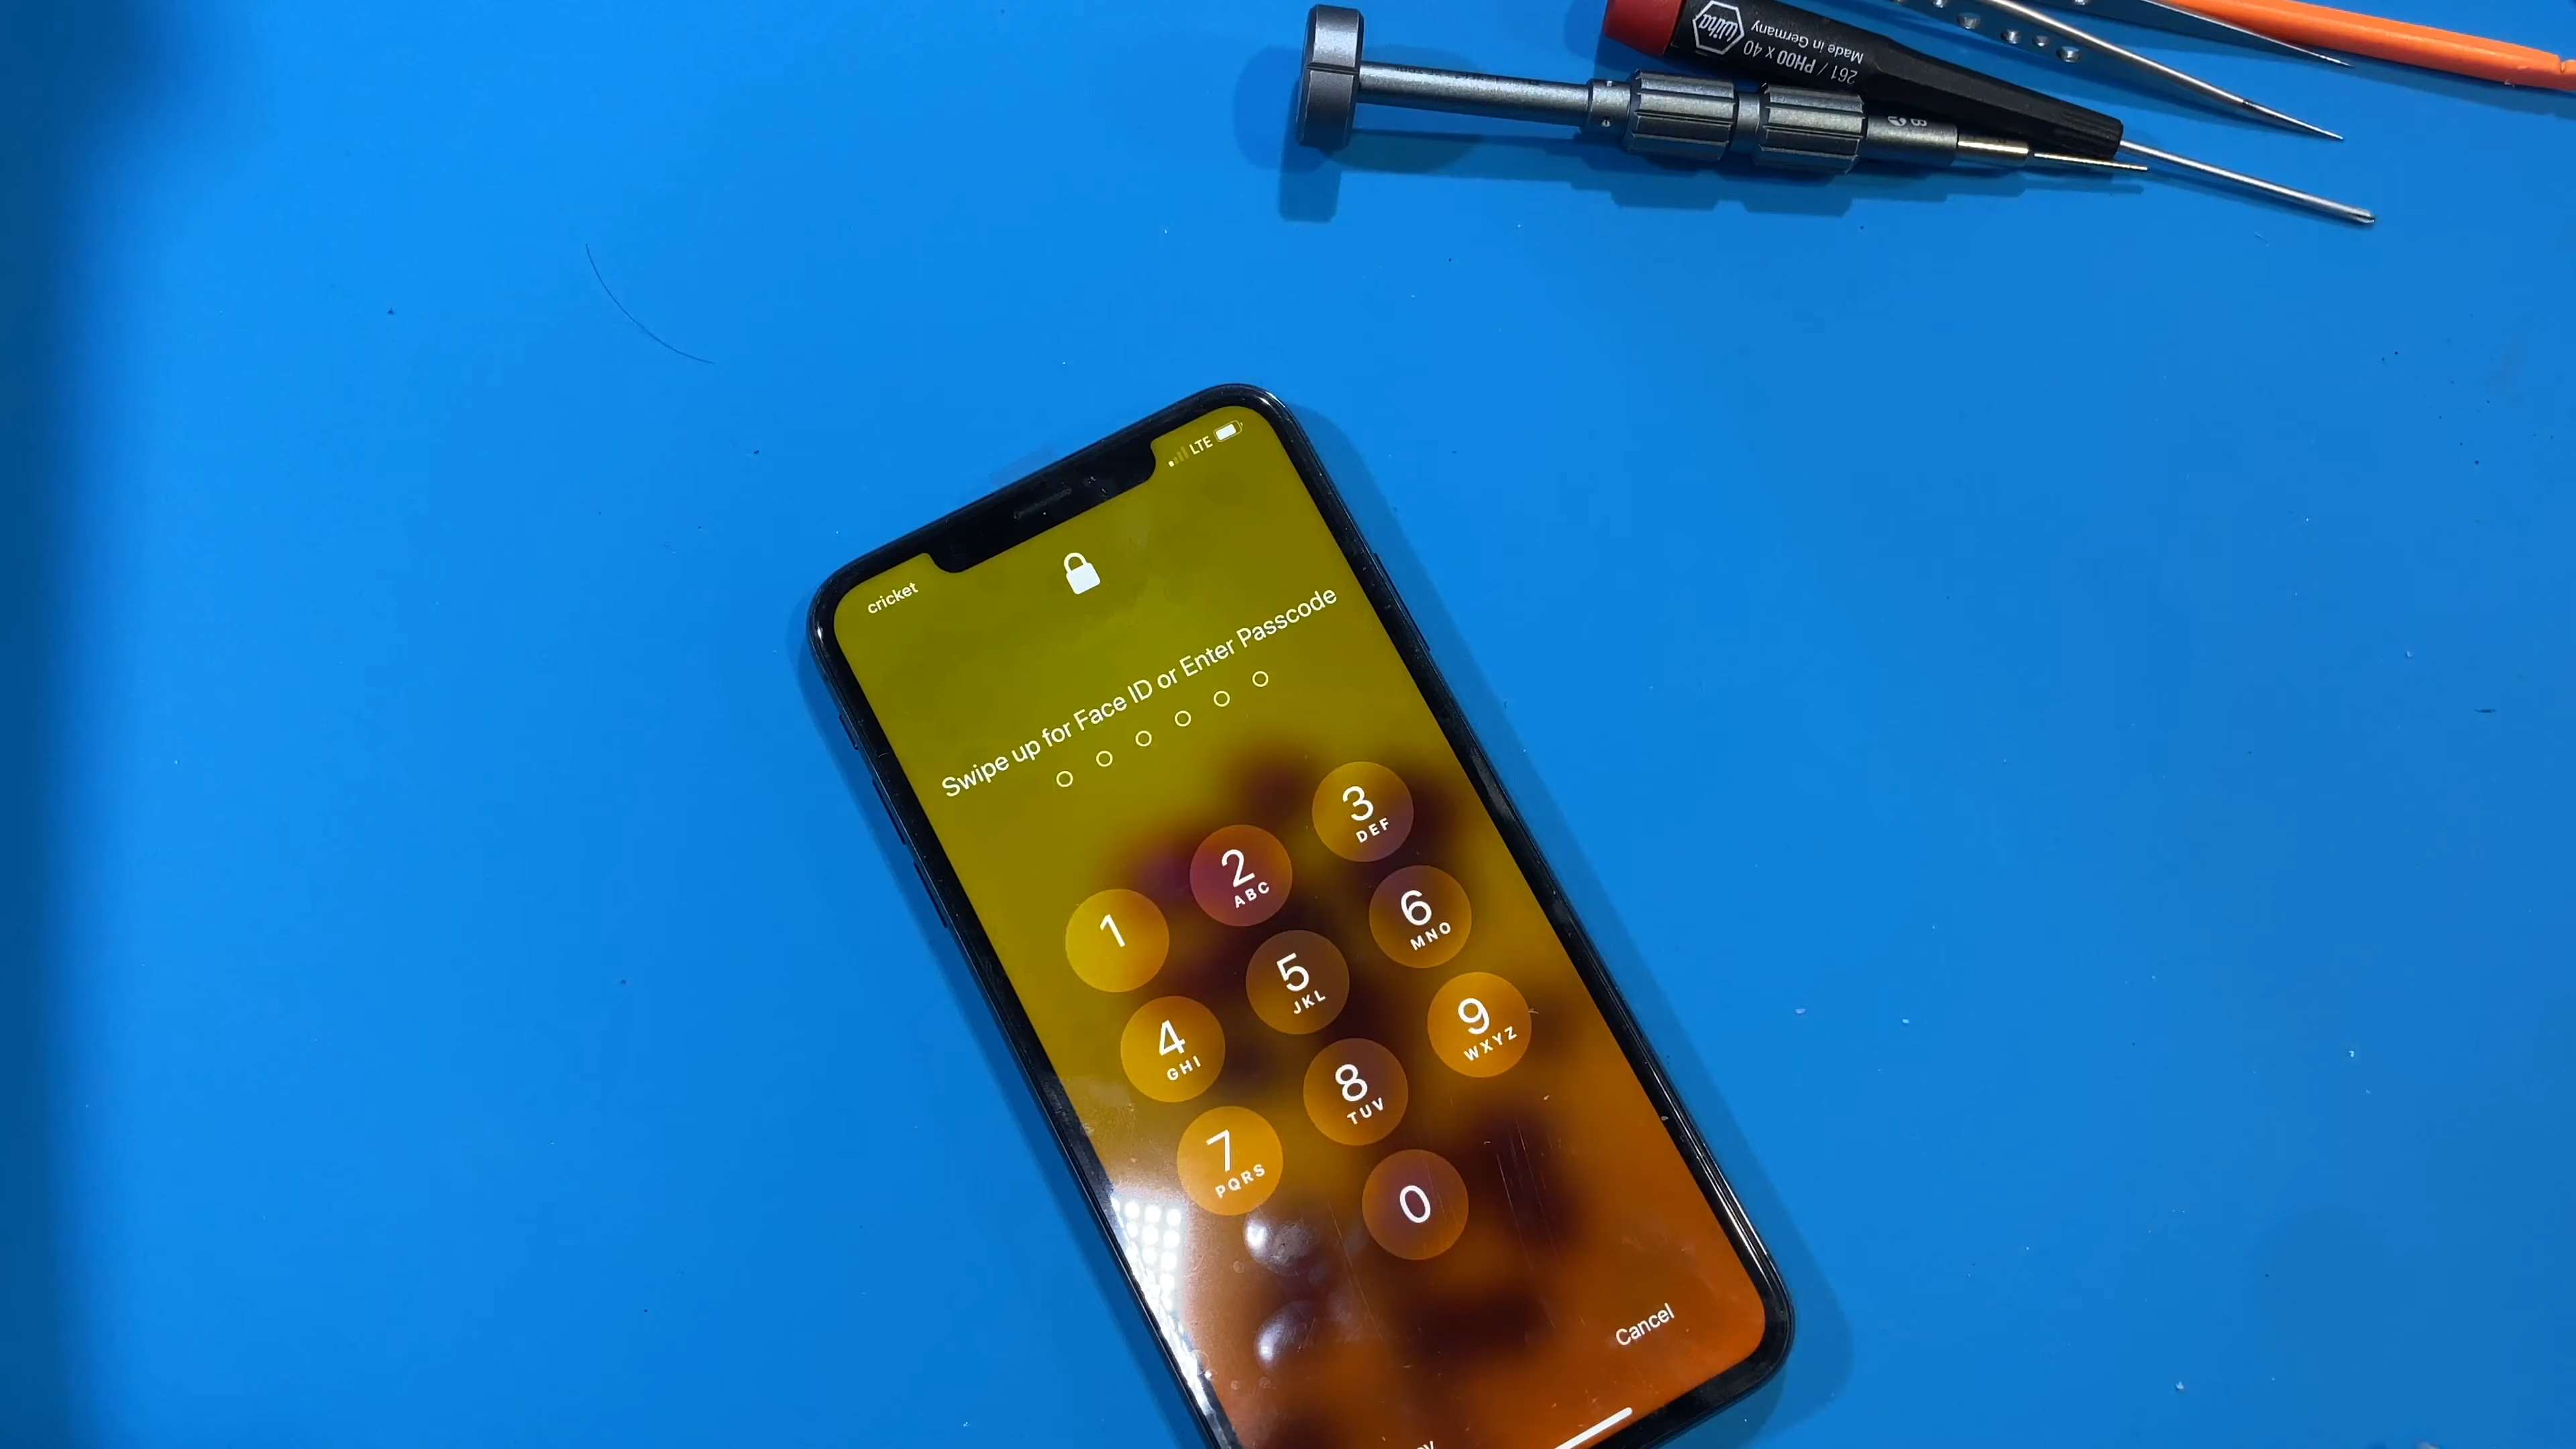 wiha
Made in Germany
261 / PH00 x 40
cricket
LTE
Swipe up for Face ID or Enter Passcode
1
2
ABC
3
DEF
4
GHI
5
JKL
6
MNO
7
PQRS
8
TUV
9
WXYZ
0
Cancel